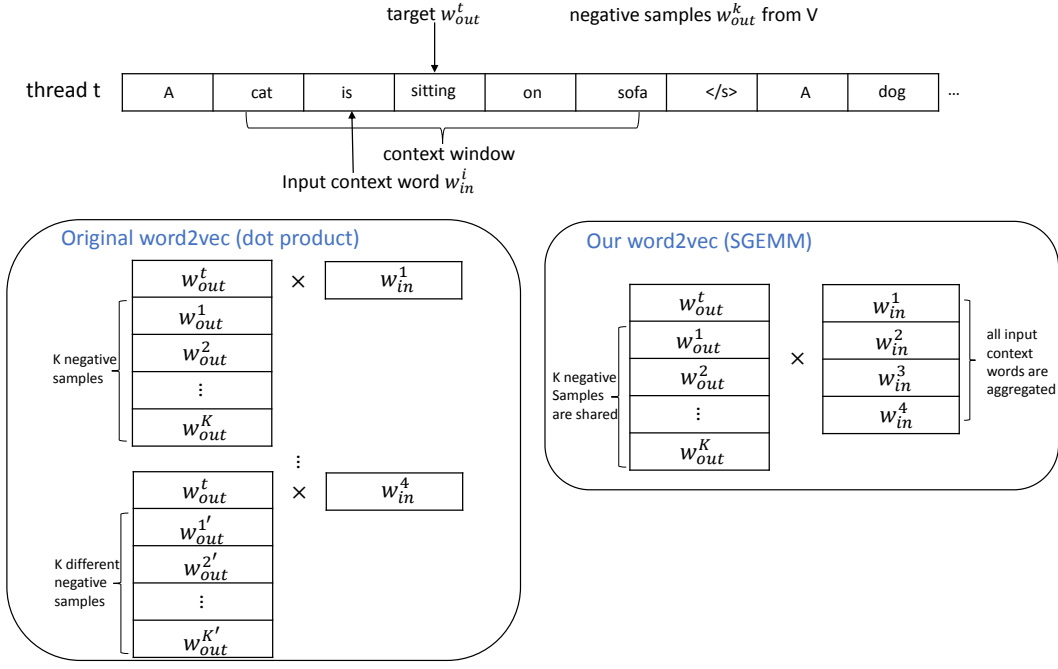 target w_out^t
negative samples w_out^k from V
thread t
A cat is sitting on sofa </s> A dog ...
context window
Input context word w_in^i
Original word2vec (dot product)
w_out^t × w_in^1
w_out^1
K negative
samples
w_out^2
⋮
w_out^K
⋮
w_out^t × w_in^4
w_out^1'
K different
negative
samples
w_out^2'
⋮
w_out^K'
Our word2vec (SGEMM)
w_out^t
w_out^1
w_out^2
⋮
w_out^K
K negative
Samples
are shared
×
w_in^1
w_in^2
w_in^3
w_in^4
all input
context
words are
aggregated